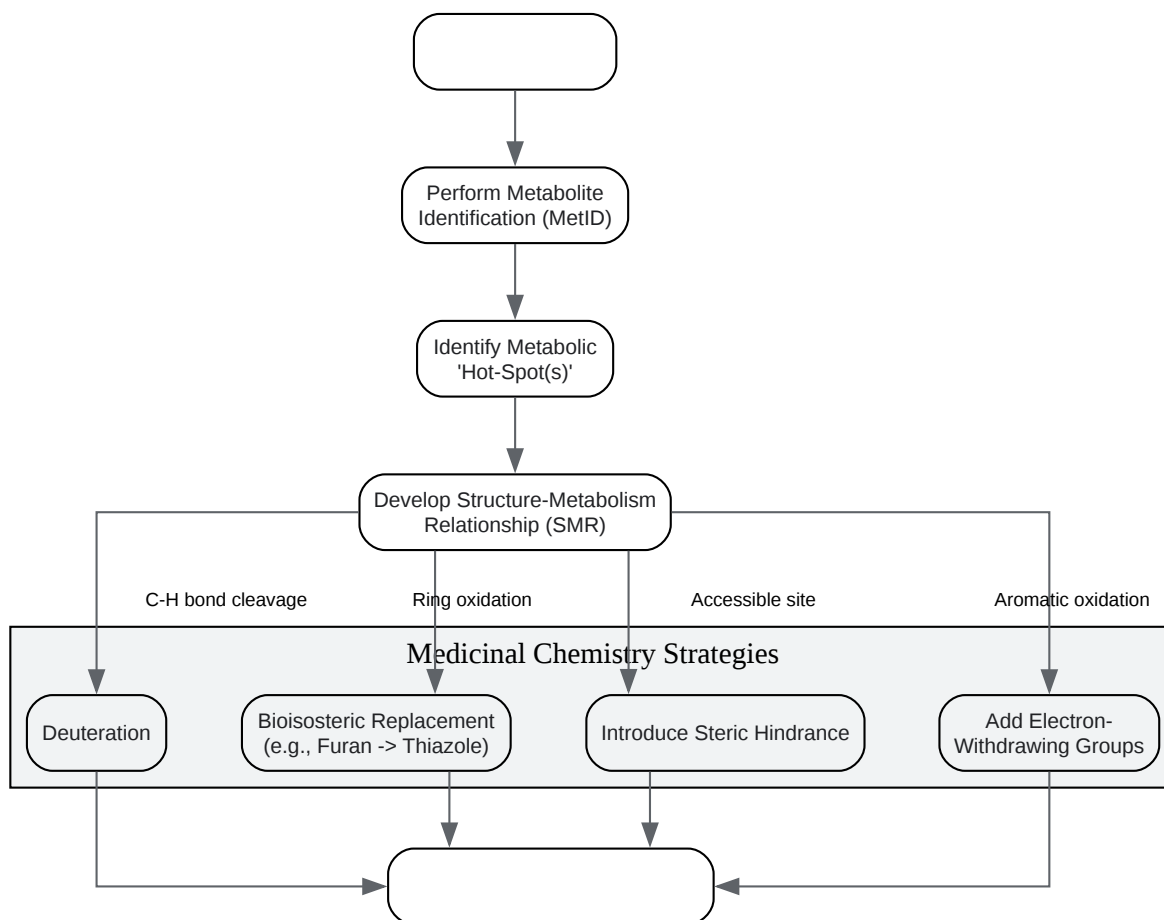 Perform Metabolite
Identification (MetID)
Identify Metabolic
'Hot-Spot(s)'
Develop Structure-Metabolism
Relationship (SMR)
C-H bond cleavage
Ring oxidation
Accessible site
Aromatic oxidation
Medicinal Chemistry Strategies
Deuteration
Bioisosteric Replacement
(e.g., Furan -> Thiazole)
Introduce Steric Hindrance
Add Electron-
Withdrawing Groups